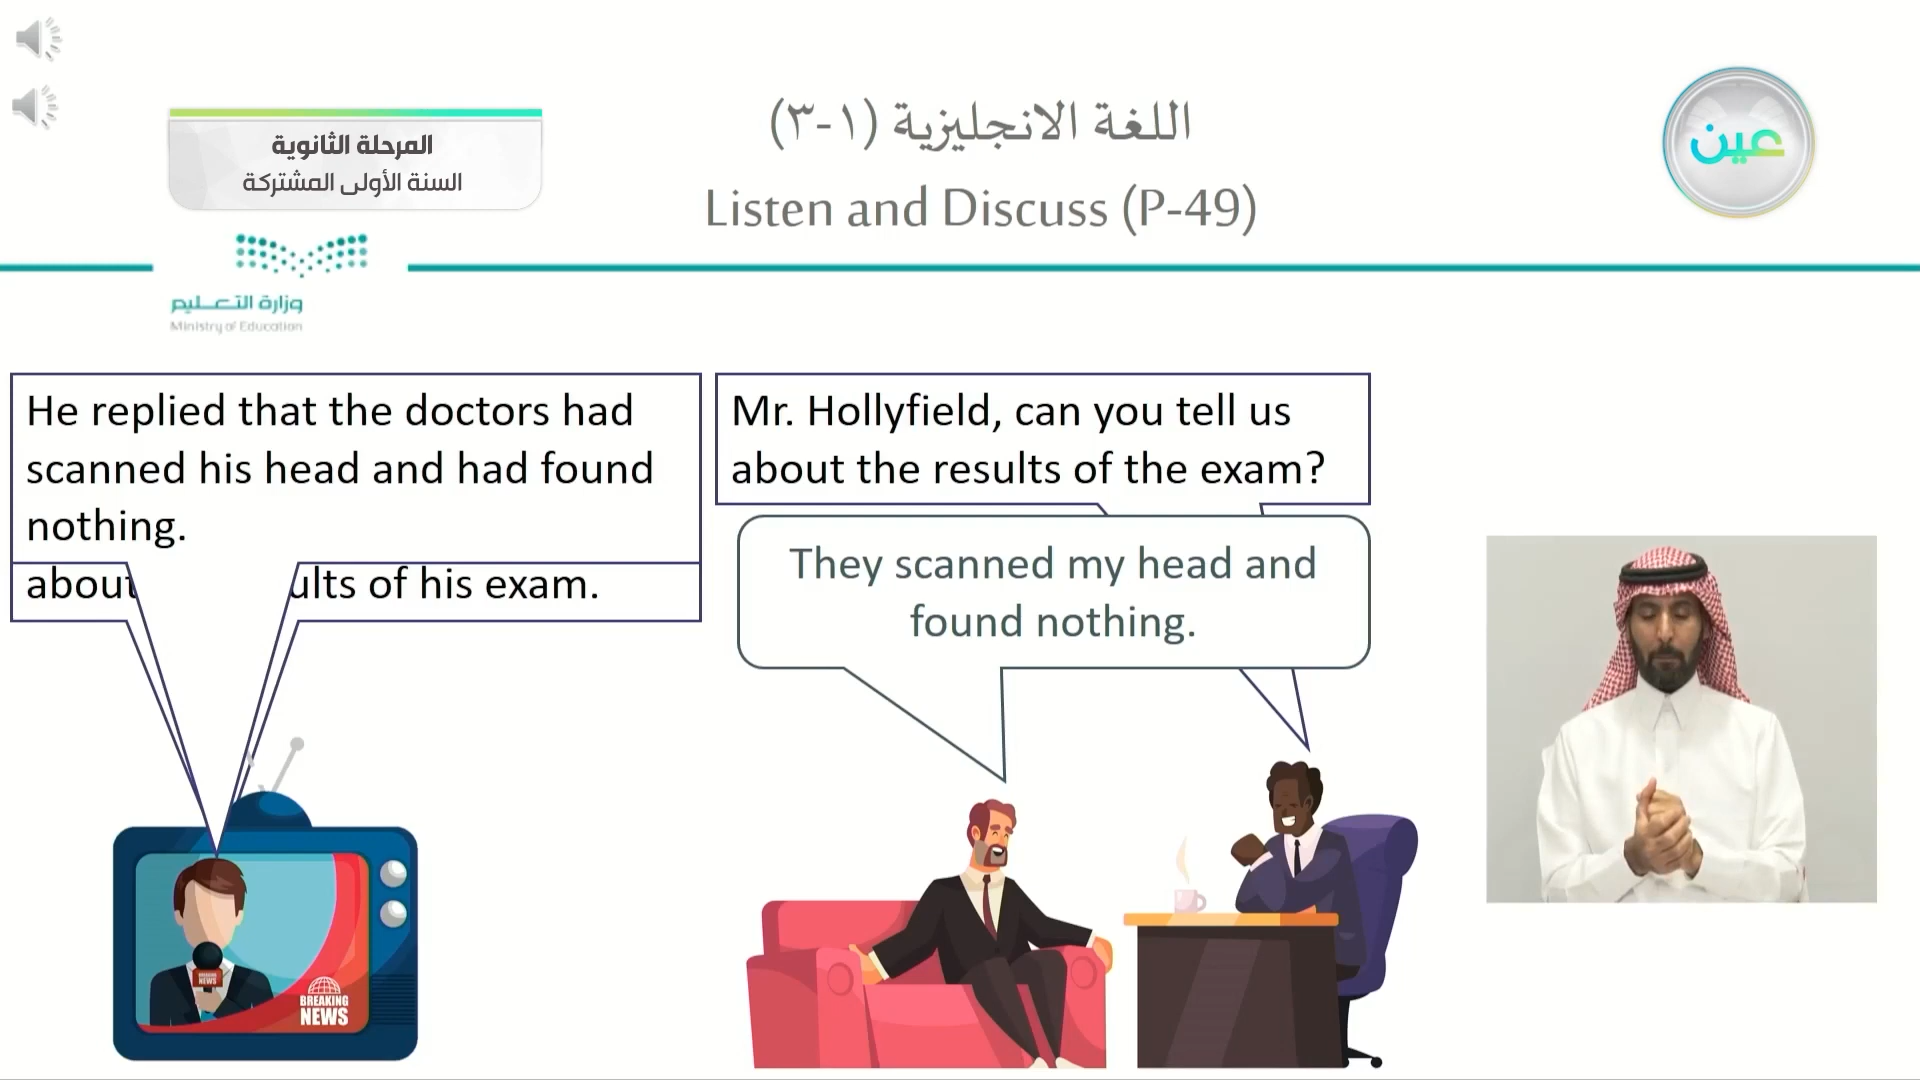 المرحلة الثانوية
السنة الأولى المشتركة
اللغة الانجليزية (١-٣)
Listen and Discuss (P-49)
عين
وزارة التعليم
Ministry of Education
He replied that the doctors had
scanned his head and had found
nothing.
about ults of his exam.
Mr. Hollyfield, can you tell us
about the results of the exam?
They scanned my head and
found nothing.
BREAKING
NEWS
BREAKING
NEWS